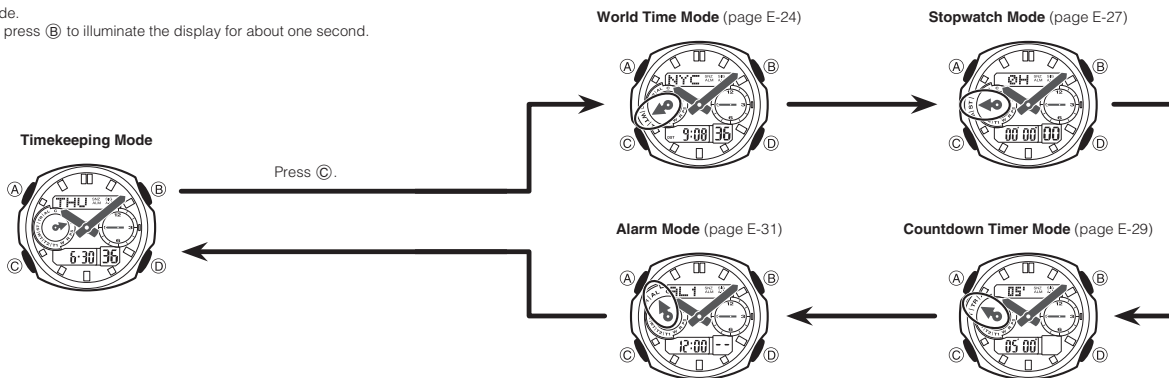 de.
press Ⓑ to illuminate the display for about one second.
World Time Mode (page E-24)
Stopwatch Mode (page E-27)
Timekeeping Mode
Press Ⓒ.
Alarm Mode (page E-31)
Countdown Timer Mode (page E-29)
Ⓐ Ⓑ
THU
6-30 36
Ⓒ Ⓓ
Ⓐ Ⓑ
NYC
DST 9:08 36
Ⓒ Ⓓ
Ⓐ Ⓑ
0H
00'00 00
Ⓒ Ⓓ
Ⓐ Ⓑ
AL1
12:00 --
Ⓒ Ⓓ
Ⓐ Ⓑ
05'
05 00
Ⓒ Ⓓ